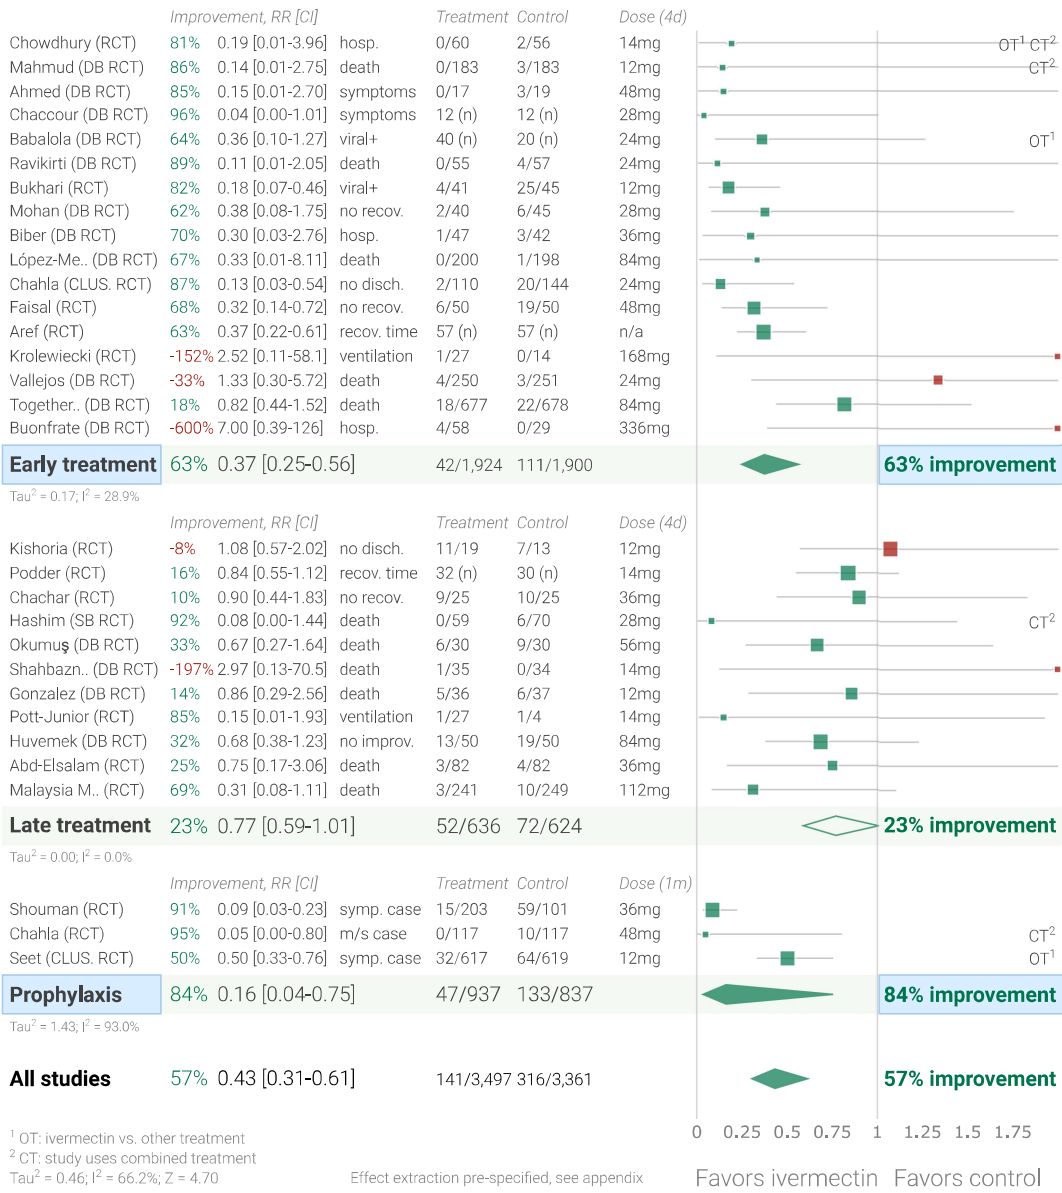 Improvement, RR [CI] Treatment Control Dose (4d)
Chowdhury (RCT) 81% 0.19 [0.01-3.96] hosp. 0/60 2/56 14mg OT¹ CT²
Mahmud (DB RCT) 86% 0.14 [0.01-2.75] death 0/183 3/183 12mg CT²
Ahmed (DB RCT) 85% 0.15 [0.01-2.70] symptoms 0/17 3/19 48mg
Chaccour (DB RCT) 96% 0.04 [0.00-1.01] symptoms 12 (n) 12 (n) 28mg
Babalola (DB RCT) 64% 0.36 [0.10-1.27] viral+ 40 (n) 20 (n) 24mg OT¹
Ravikirti (DB RCT) 89% 0.11 [0.01-2.05] death 0/55 4/57 24mg
Bukhari (RCT) 82% 0.18 [0.07-0.46] viral+ 4/41 25/45 12mg
Mohan (DB RCT) 62% 0.38 [0.08-1.75] no recov. 2/40 6/45 28mg
Biber (DB RCT) 70% 0.30 [0.03-2.76] hosp. 1/47 3/42 36mg
López-Me.. (DB RCT) 67% 0.33 [0.01-8.11] death 0/200 1/198 84mg
Chahla (CLUS. RCT) 87% 0.13 [0.03-0.54] no disch. 2/110 20/144 24mg
Faisal (RCT) 68% 0.32 [0.14-0.72] no recov. 6/50 19/50 48mg
Aref (RCT) 63% 0.37 [0.22-0.61] recov. time 57 (n) 57 (n) n/a
Krolewiecki (RCT) -152% 2.52 [0.11-58.1] ventilation 1/27 0/14 168mg
Vallejos (DB RCT) -33% 1.33 [0.30-5.72] death 4/250 3/251 24mg
Together.. (DB RCT) 18% 0.82 [0.44-1.52] death 18/677 22/678 84mg
Buonfrate (DB RCT) -600% 7.00 [0.39-126] hosp. 4/58 0/29 336mg
Early treatment 63% 0.37 [0.25-0.56] 42/1,924 111/1,900 63% improvement
Tau² = 0.17; I² = 28.9%
Improvement, RR [CI] Treatment Control Dose (4d)
Kishoria (RCT) -8% 1.08 [0.57-2.02] no disch. 11/19 7/13 12mg
Podder (RCT) 16% 0.84 [0.55-1.12] recov. time 32 (n) 30 (n) 14mg
Chachar (RCT) 10% 0.90 [0.44-1.83] no recov. 9/25 10/25 36mg
Hashim (SB RCT) 92% 0.08 [0.00-1.44] death 0/59 6/70 28mg CT²
Okumuş (DB RCT) 33% 0.67 [0.27-1.64] death 6/30 9/30 56mg
Shahbazn.. (DB RCT) -197% 2.97 [0.13-70.5] death 1/35 0/34 14mg
Gonzalez (DB RCT) 14% 0.86 [0.29-2.56] death 5/36 6/37 12mg
Pott-Junior (RCT) 85% 0.15 [0.01-1.93] ventilation 1/27 1/4 14mg
Huvemek (DB RCT) 32% 0.68 [0.38-1.23] no improv. 13/50 19/50 84mg
Abd-Elsalam (RCT) 25% 0.75 [0.17-3.06] death 3/82 4/82 36mg
Malaysia M.. (RCT) 69% 0.31 [0.08-1.11] death 3/241 10/249 112mg
Late treatment 23% 0.77 [0.59-1.01] 52/636 72/624 23% improvement
Tau² = 0.00; I² = 0.0%
Improvement, RR [CI] Treatment Control Dose (1m)
Shouman (RCT) 91% 0.09 [0.03-0.23] symp. case 15/203 59/101 36mg
Chahla (RCT) 95% 0.05 [0.00-0.80] m/s case 0/117 10/117 48mg CT²
Seet (CLUS. RCT) 50% 0.50 [0.33-0.76] symp. case 32/617 64/619 12mg OT¹
Prophylaxis 84% 0.16 [0.04-0.75] 47/937 133/837 84% improvement
Tau² = 1.43; I² = 93.0%
All studies 57% 0.43 [0.31-0.61] 141/3,497 316/3,361 57% improvement
0 0.25 0.5 0.75 1 1.25 1.5 1.75
¹ OT: ivermectin vs. other treatment
² CT: study uses combined treatment
Tau² = 0.46; I² = 66.2%; Z = 4.70 Effect extraction pre-specified, see appendix Favors ivermectin Favors control